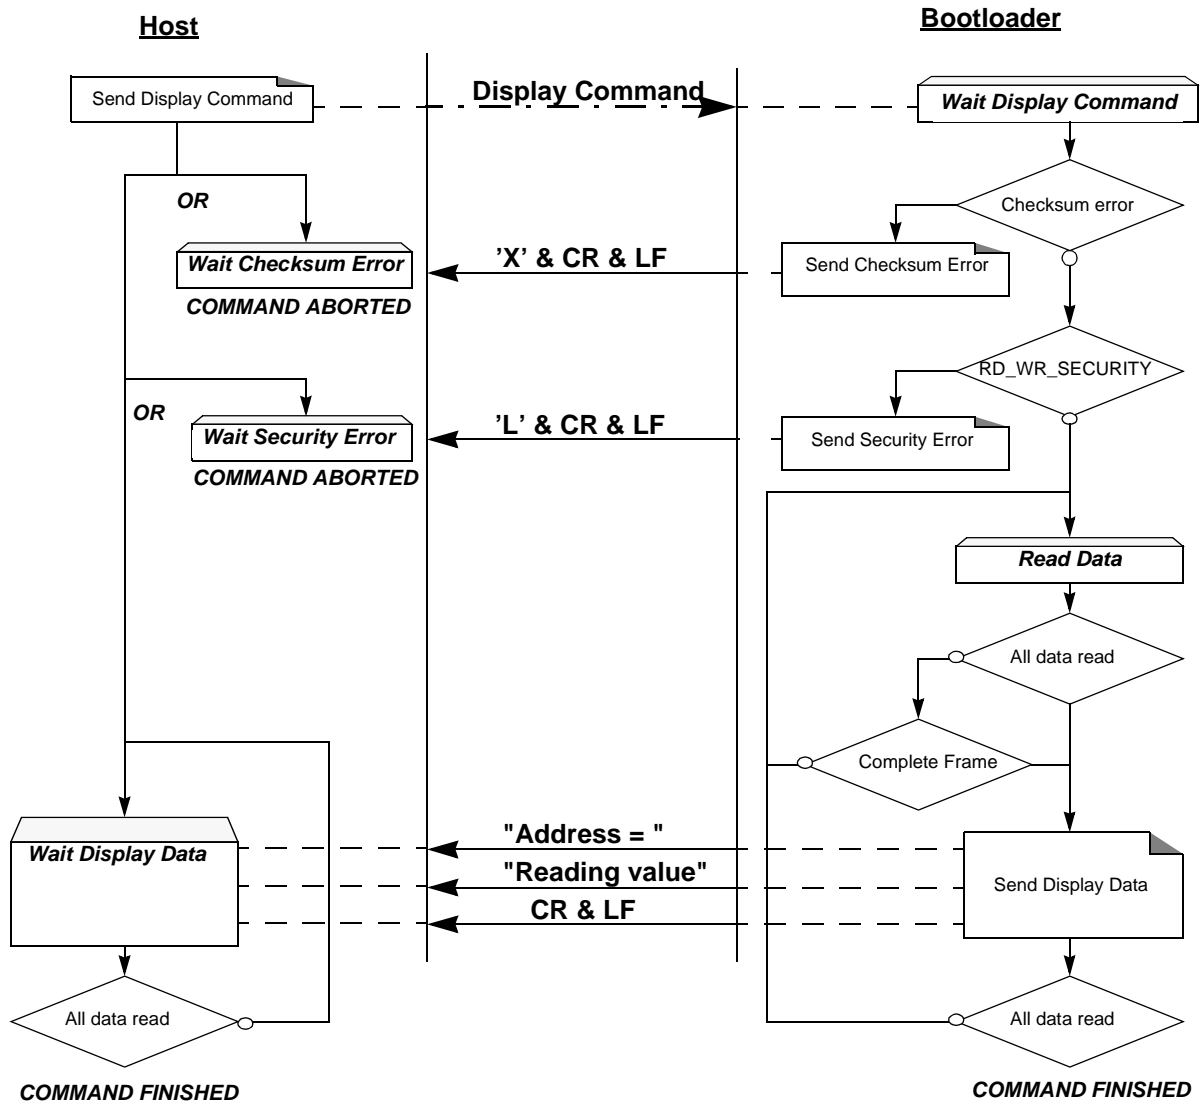 Host
Bootloader
Send Display Command
Display Command
Wait Display Command
OR
Checksum error
Wait Checksum Error
'X' & CR & LF
Send Checksum Error
COMMAND ABORTED
RD_WR_SECURITY
OR
Wait Security Error
'L' & CR & LF
Send Security Error
COMMAND ABORTED
Read Data
All data read
Complete Frame
Wait Display Data
"Address = "
"Reading value"
CR & LF
Send Display Data
All data read
All data read
COMMAND FINISHED
COMMAND FINISHED